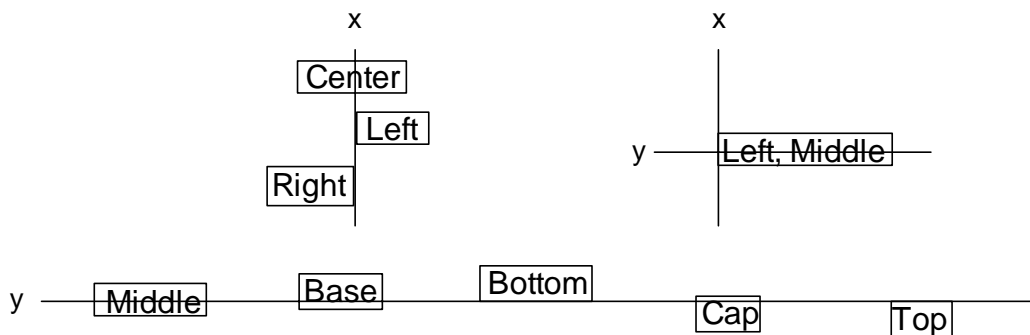 x x
Center
Left
y Left, Middle
Right
y Middle Base Bottom Cap Top